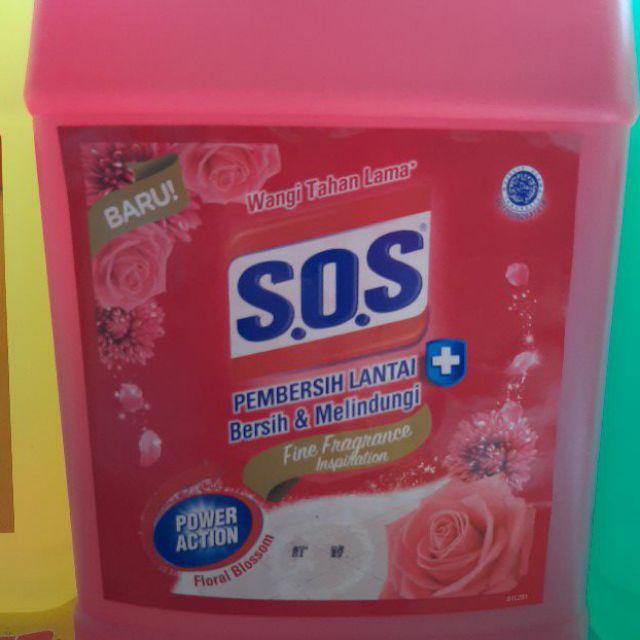 BARU!
Wangi Tahan Lama*
S.O.S®
PEMBERSIH LANTAI
Bersih & Melindungi
Fine Fragrance
Inspiration
POWER
ACTION
Floral Blossom